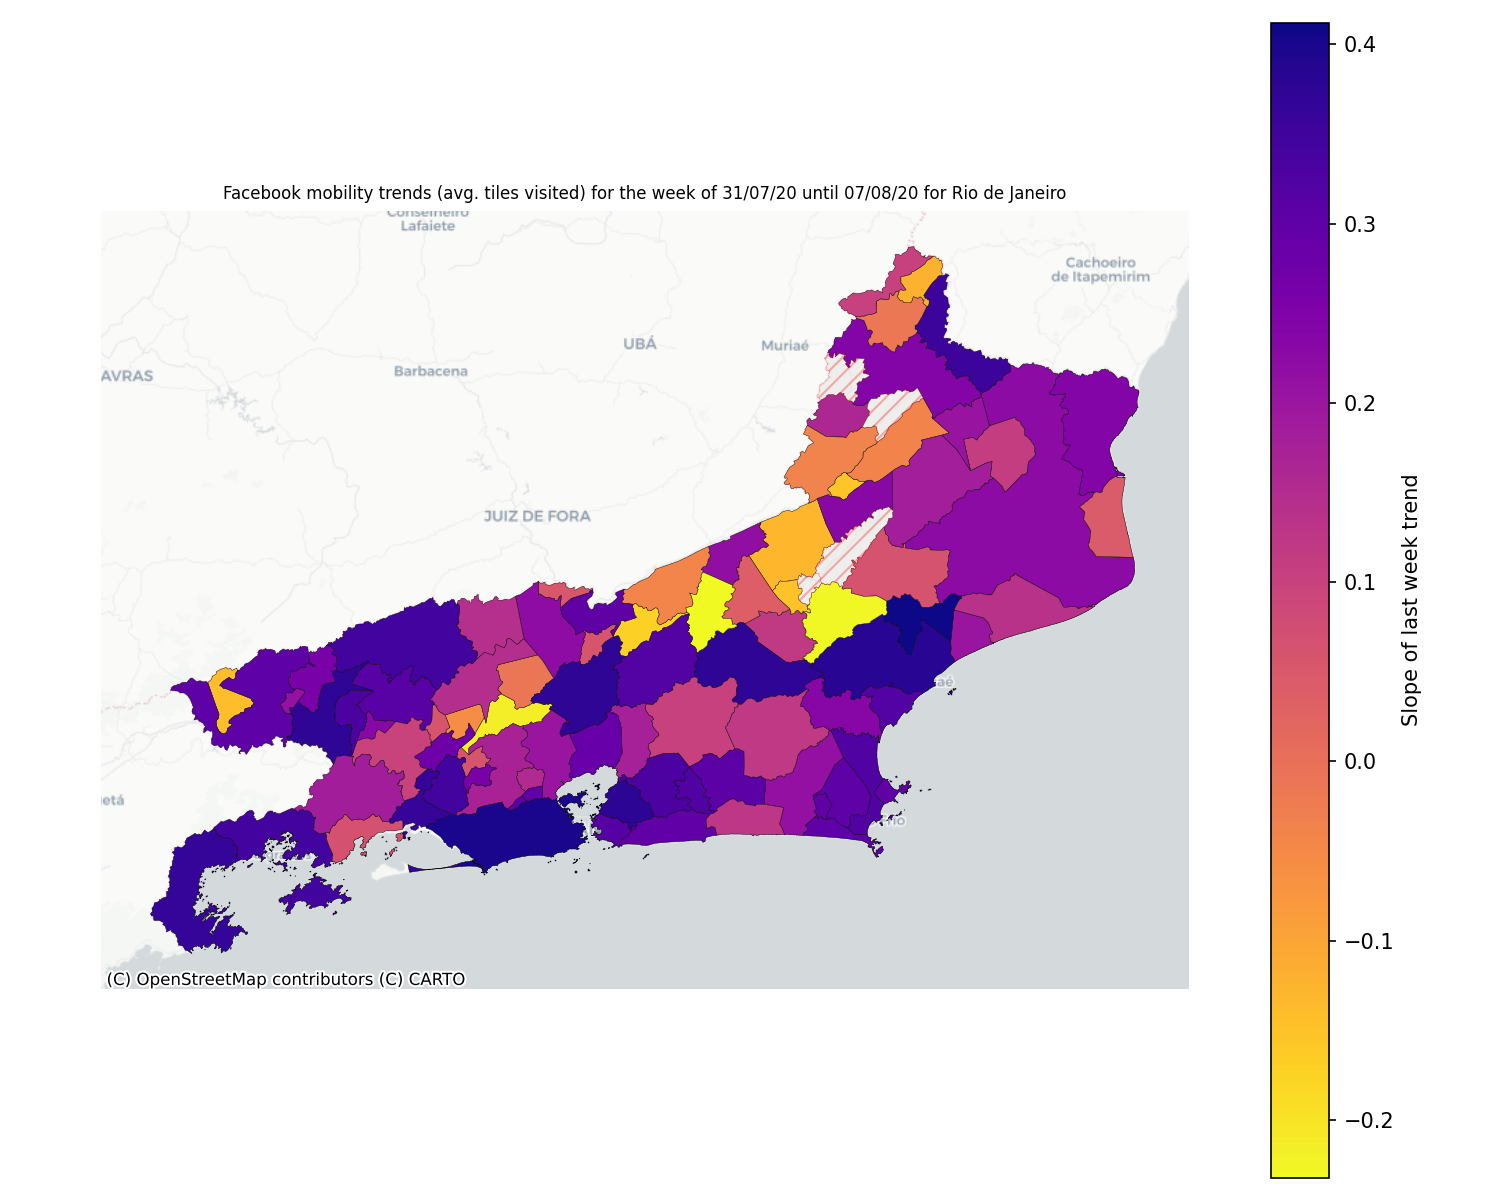 Facebook mobility trends (avg. tiles visited) for the week of 31/07/20 until 07/08/20 for Rio de Janeiro
Conselheiro
Lafaiete
Cachoeiro
de Itapemirim
UBÁ
Muriaé
Barbacena
AVRAS
JUIZ DE FORA
aé
etá
(C) OpenStreetMap contributors (C) CARTO
0.4
0.3
0.2
0.1
0.0
−0.1
−0.2
Slope of last week trend